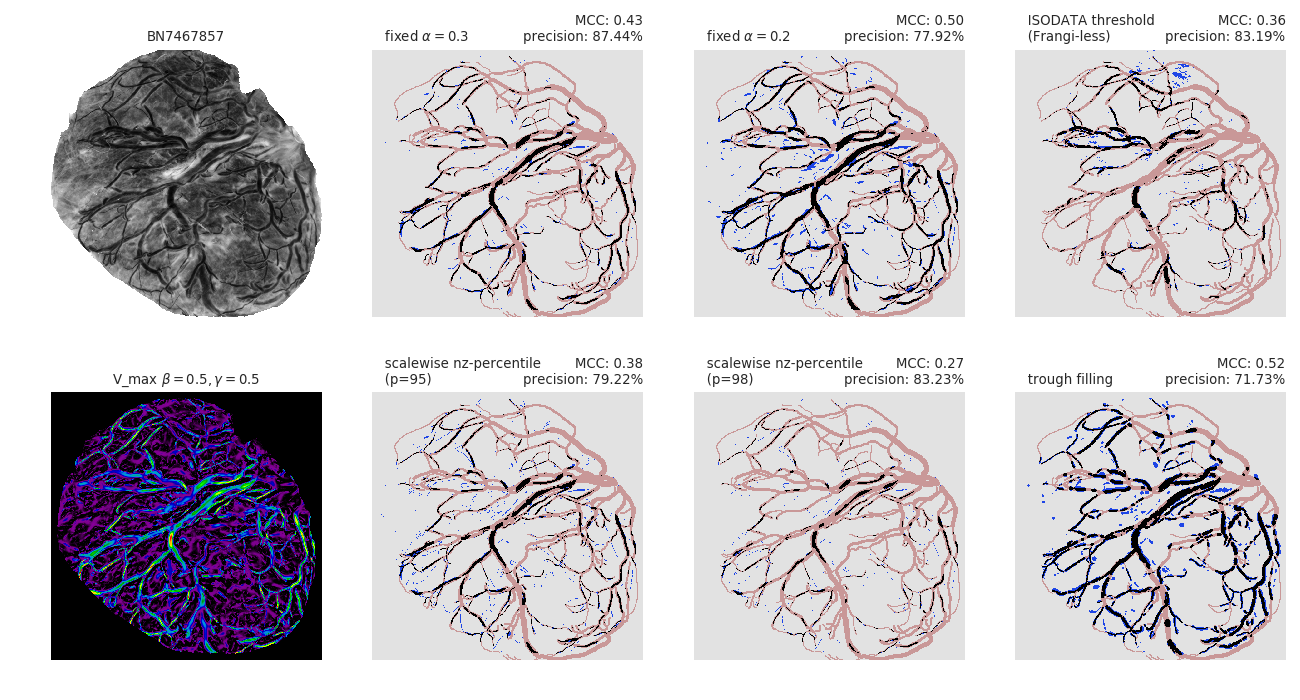 BN7467857
fixed α = 0.3
MCC: 0.43
precision: 87.44%
fixed α = 0.2
MCC: 0.50
precision: 77.92%
ISODATA threshold
(Frangi-less)
MCC: 0.36
precision: 83.19%
V_max β = 0.5, γ = 0.5
scalewise nz-percentile
(p=95)
MCC: 0.38
precision: 79.22%
scalewise nz-percentile
(p=98)
MCC: 0.27
precision: 83.23%
trough filling
MCC: 0.52
precision: 71.73%